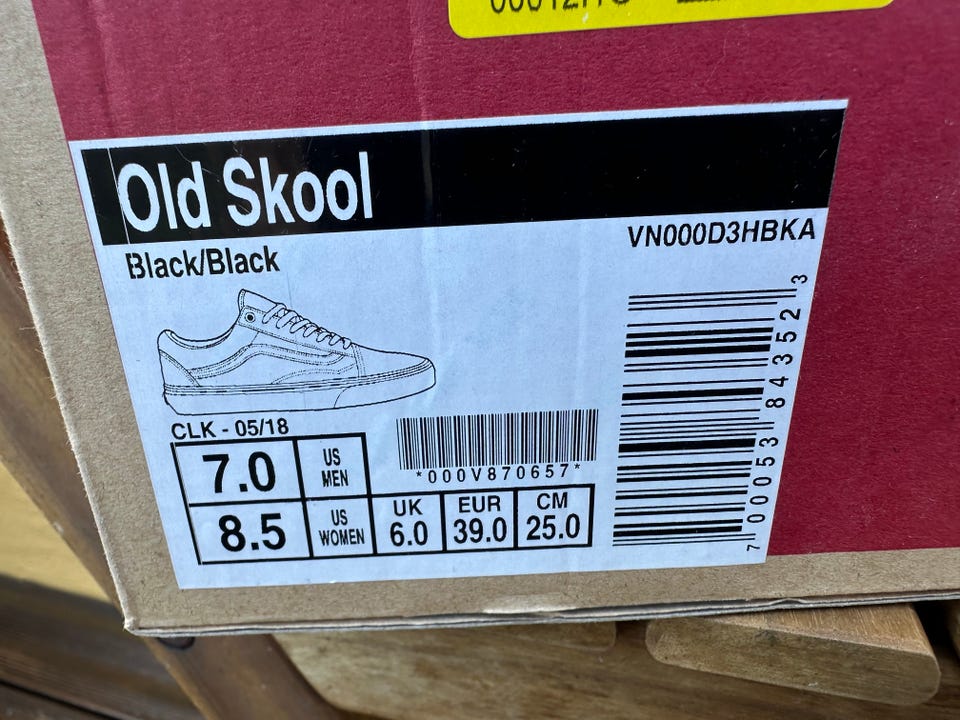 Old Skool
Black/Black
VN000D3HBKA
CLK - 05/18
*000V870657*
7.0 US MEN
8.5 US WOMEN
UK 6.0
EUR 39.0
CM 25.0
7 00053 84352 3